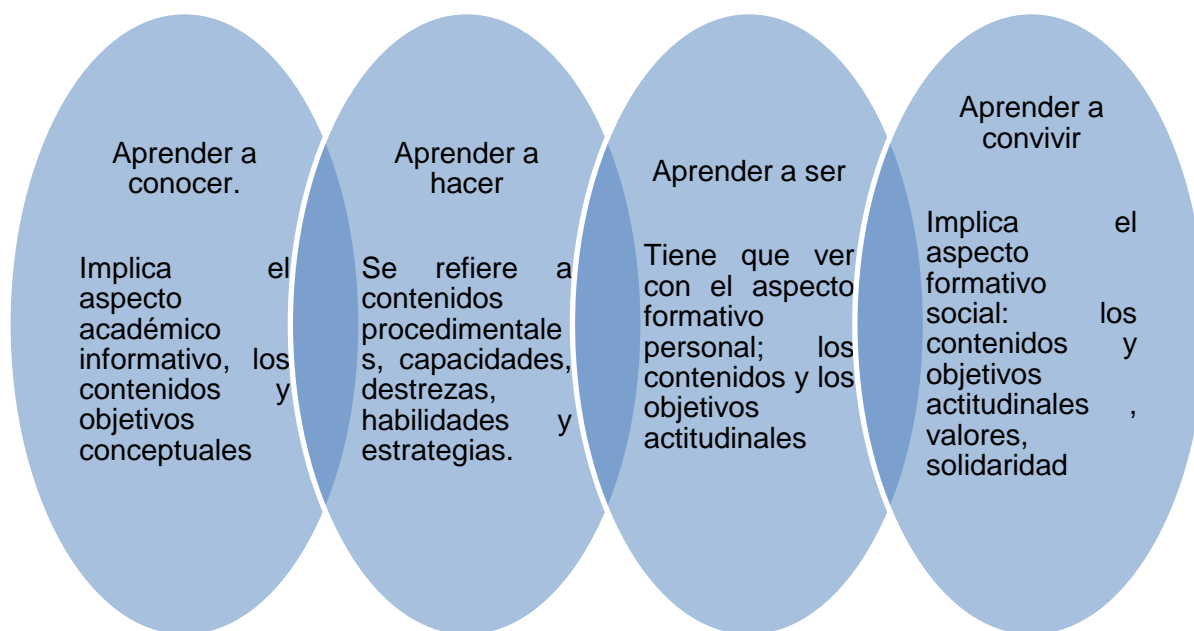 Aprender a
conocer.
Implica el
aspecto
académico
informativo, los
contenidos y
objetivos
conceptuales
Aprender a
hacer
Se refiere a
contenidos
procedimentale
s, capacidades,
destrezas,
habilidades y
estrategias.
Aprender a ser
Tiene que ver
con el aspecto
formativo
personal; los
contenidos y los
objetivos
actitudinales
Aprender a
convivir
Implica el
aspecto
formativo
social: los
contenidos y
objetivos
actitudinales ,
valores,
solidaridad